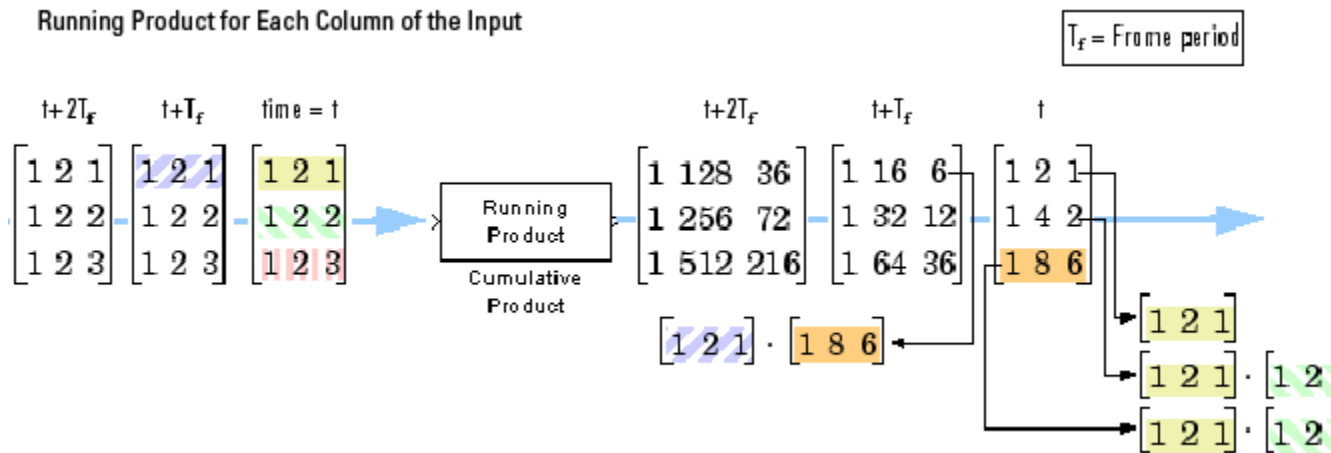 Running Product for Each Column of the Input
Tf = Frame period
t+2Tf t+Tf time = t t+2Tf t+Tf t
1 2 1 1 2 1 1 2 1 1 128 36 1 16 6 1 2 1
1 2 2 1 2 2 1 2 2 Running 1 256 72 1 32 12 1 4 2
Product
1 2 3 1 2 3 1 2 3 1 512 216 1 64 36 1 8 6
Cumulative
Product
[1 2 1] · [1 8 6]
[1 2 1]
[1 2 1] · [1 2
[1 2 1] · [1 2